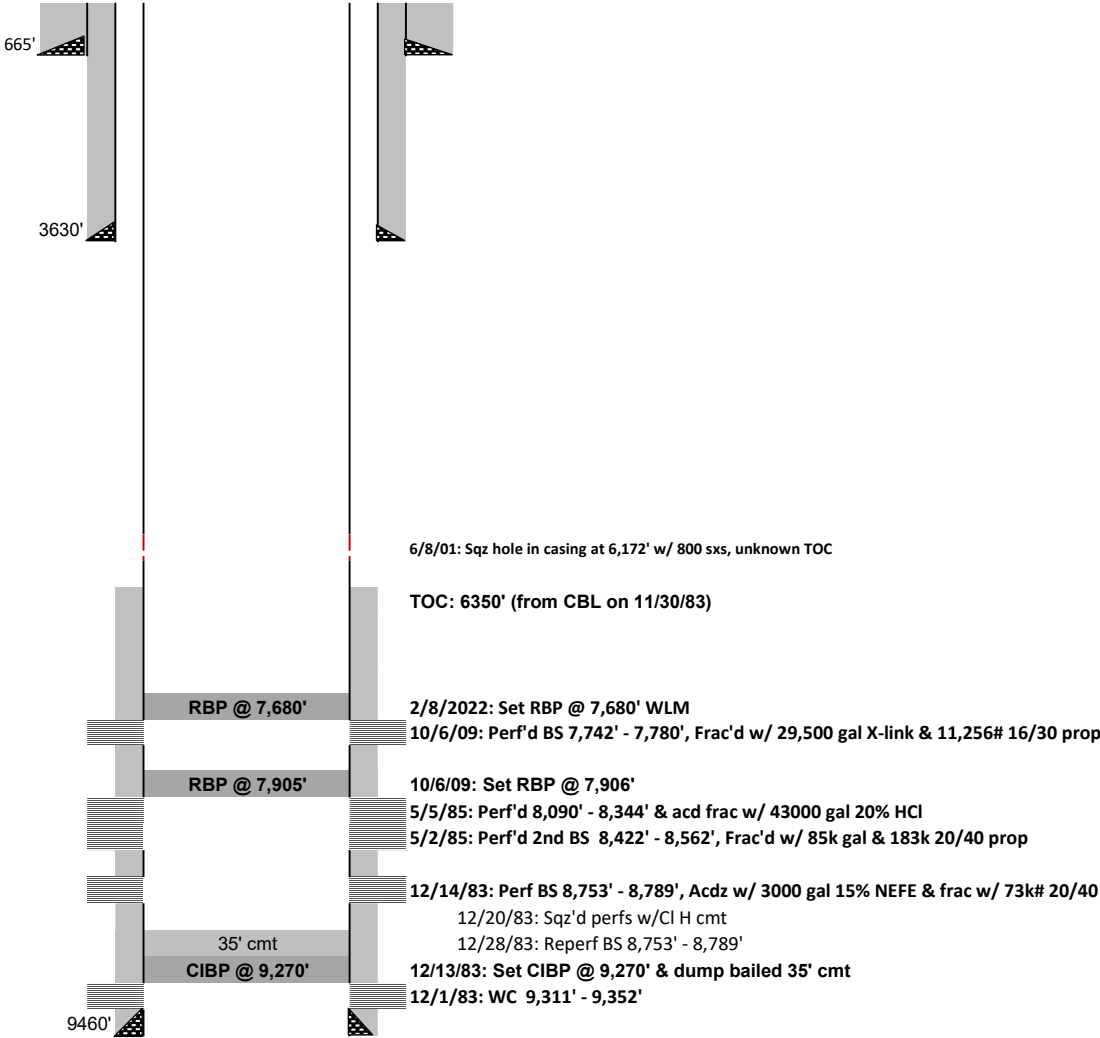 665'
3630'
6/8/01: Sqz hole in casing at 6,172' w/ 800 sxs, unknown TOC
TOC: 6350' (from CBL on 11/30/83)
RBP @ 7,680' 2/8/2022: Set RBP @ 7,680' WLM
10/6/09: Perf'd BS 7,742' - 7,780', Frac'd w/ 29,500 gal X-link & 11,256# 16/30 prop
RBP @ 7,905' 10/6/09: Set RBP @ 7,906'
5/5/85: Perf'd 8,090' - 8,344' & acd frac w/ 43000 gal 20% HCl
5/2/85: Perf'd 2nd BS 8,422' - 8,562', Frac'd w/ 85k gal & 183k 20/40 prop
12/14/83: Perf BS 8,753' - 8,789', Acdz w/ 3000 gal 15% NEFE & frac w/ 73k# 20/40
12/20/83: Sqz'd perfs w/Cl H cmt
35' cmt 12/28/83: Reperf BS 8,753' - 8,789'
CIBP @ 9,270' 12/13/83: Set CIBP @ 9,270' & dump bailed 35' cmt
12/1/83: WC 9,311' - 9,352'
9460'